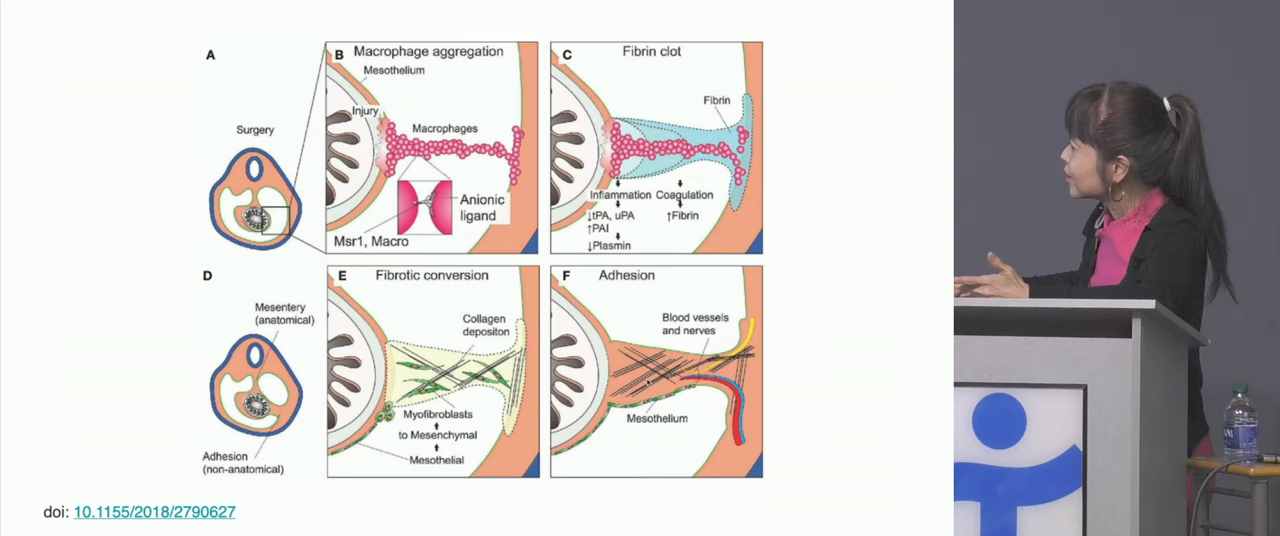 A
Surgery
B
Macrophage aggregation
Mesothelium
Injury
Macrophages
Anionic
ligand
Msr1, Macro
C
Fibrin clot
Fibrin
Inflammation
Coagulation
↓tPA, uPA
↑PAI
↓Plasmin
↑Fibrin
D
Mesentery
(anatomical)
Adhesion
(non-anatomical)
E
Fibrotic conversion
Collagen
depositon
Myofibroblasts
to Mesenchymal
Mesothelial
F
Adhesion
Blood vessels
and nerves
Mesothelium
doi: 10.1155/2018/2790627